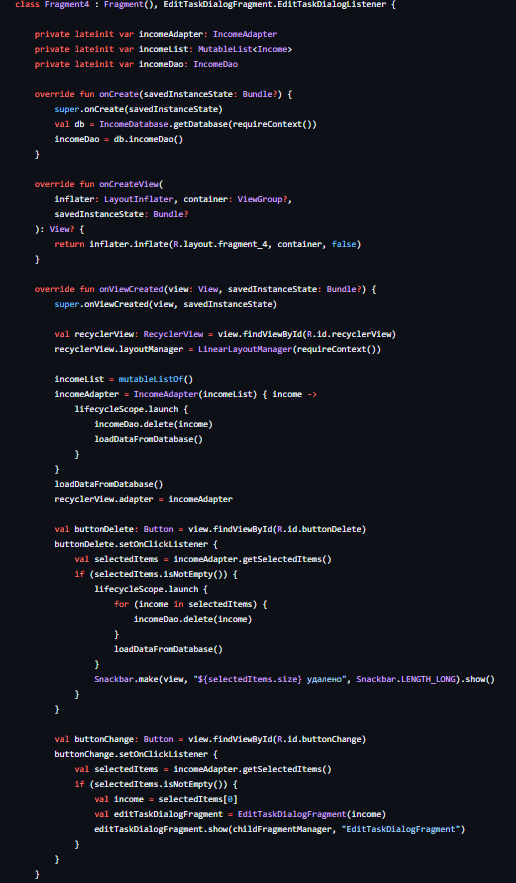 class Fragment4 : Fragment(), EditTaskDialogFragment.EditTaskDialogListener {
private lateinit var incomeAdapter: IncomeAdapter
private lateinit var incomeList: MutableList<Income>
private lateinit var incomeDao: IncomeDao
override fun onCreate(savedInstanceState: Bundle?) {
super.onCreate(savedInstanceState)
val db = IncomeDatabase.getDatabase(requireContext())
incomeDao = db.incomeDao()
}
override fun onCreateView(
inflater: LayoutInflater, container: ViewGroup?,
savedInstanceState: Bundle?
): View? {
return inflater.inflate(R.layout.fragment_4, container, false)
}
override fun onViewCreated(view: View, savedInstanceState: Bundle?) {
super.onViewCreated(view, savedInstanceState)
val recyclerView: RecyclerView = view.findViewById(R.id.recyclerView)
recyclerView.layoutManager = LinearLayoutManager(requireContext())
incomeList = mutableListOf()
incomeAdapter = IncomeAdapter(incomeList) { income ->
lifecycleScope.launch {
incomeDao.delete(income)
loadDataFromDatabase()
}
}
loadDataFromDatabase()
recyclerView.adapter = incomeAdapter
val buttonDelete: Button = view.findViewById(R.id.buttonDelete)
buttonDelete.setOnClickListener {
val selectedItems = incomeAdapter.getSelectedItems()
if (selectedItems.isNotEmpty()) {
lifecycleScope.launch {
for (income in selectedItems) {
incomeDao.delete(income)
}
loadDataFromDatabase()
}
Snackbar.make(view, "${selectedItems.size} удалено", Snackbar.LENGTH_LONG).show()
}
}
val buttonChange: Button = view.findViewById(R.id.buttonChange)
buttonChange.setOnClickListener {
val selectedItems = incomeAdapter.getSelectedItems()
if (selectedItems.isNotEmpty()) {
val income = selectedItems[0]
val editTaskDialogFragment = EditTaskDialogFragment(income)
editTaskDialogFragment.show(childFragmentManager, "EditTaskDialogFragment")
}
}
}